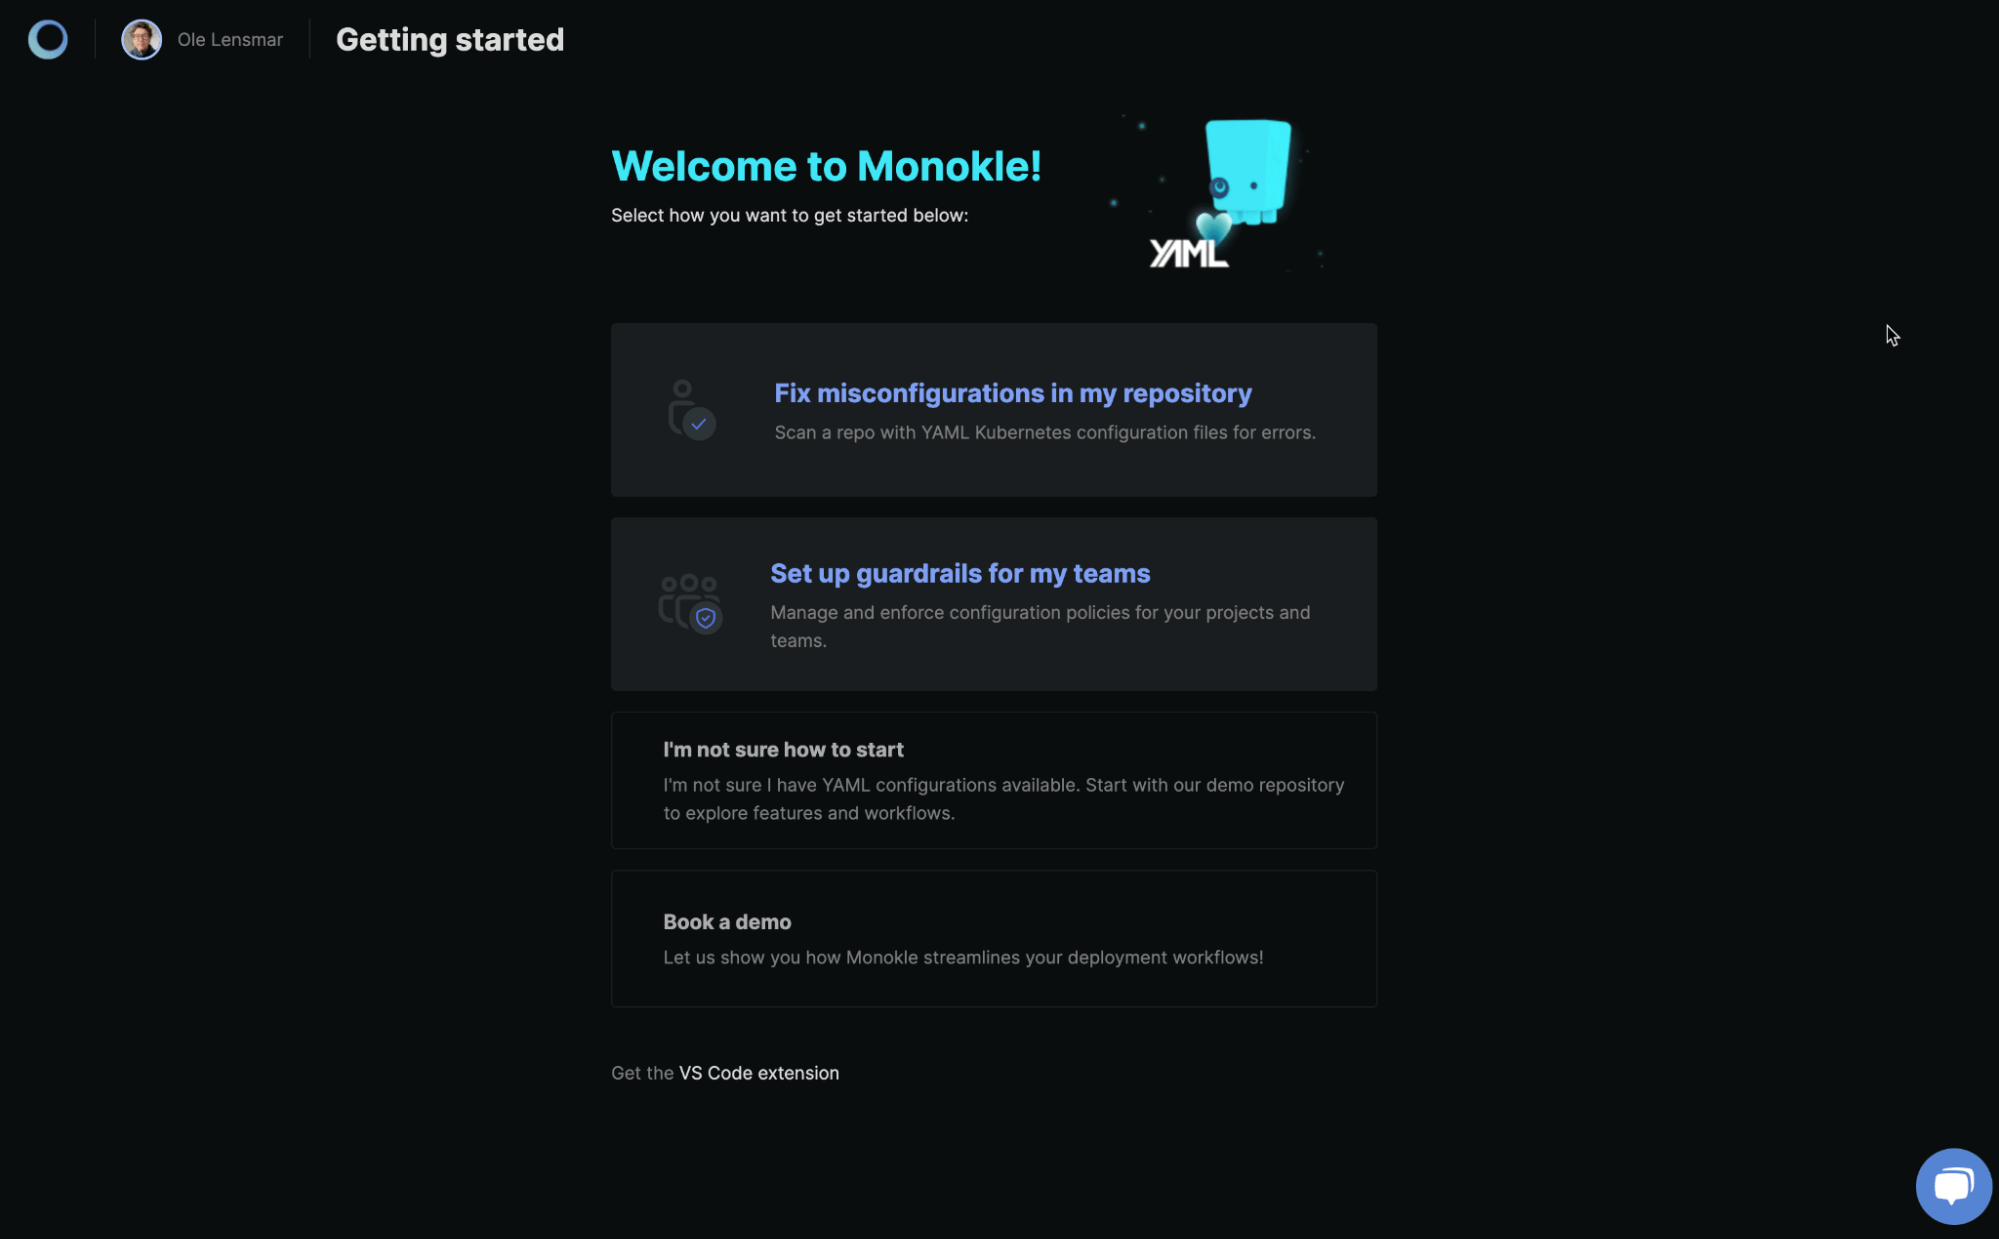 Ole Lensmar
Getting started
Welcome to Monokle!
Select how you want to get started below:
YAML
Fix misconfigurations in my repository
Scan a repo with YAML Kubernetes configuration files for errors.
Set up guardrails for my teams
Manage and enforce configuration policies for your projects and
teams.
I'm not sure how to start
I'm not sure I have YAML configurations available. Start with our demo repository
to explore features and workflows.
Book a demo
Let us show you how Monokle streamlines your deployment workflows!
Get the VS Code extension